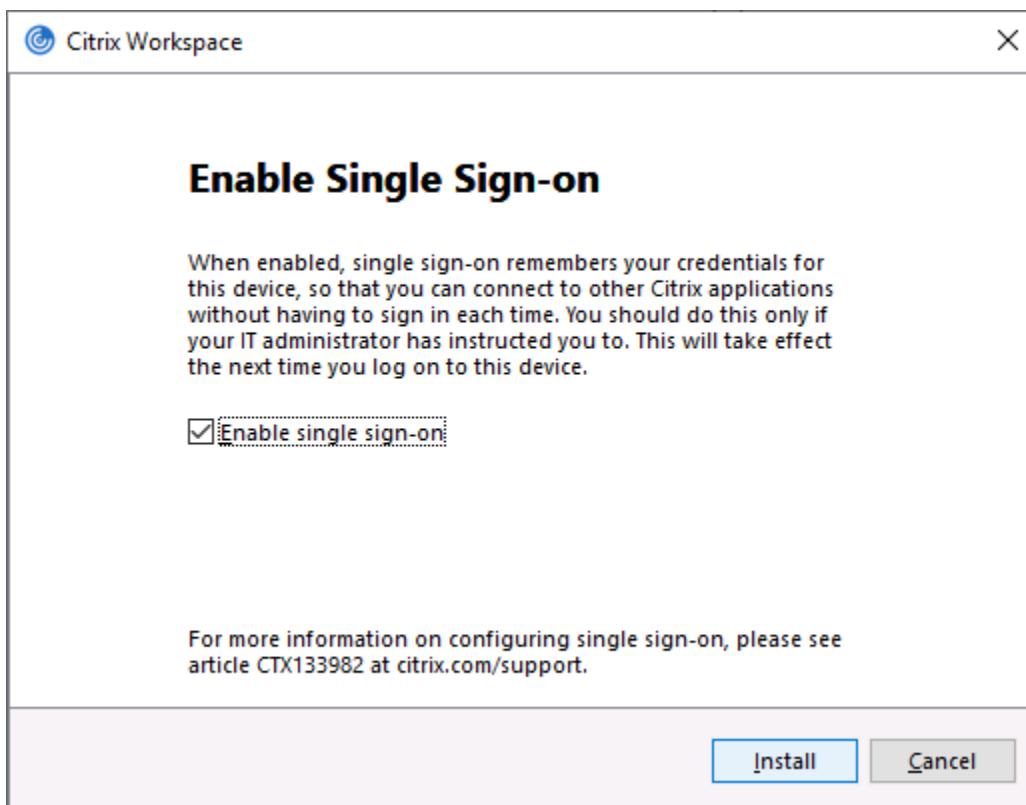 Citrix Workspace
Enable Single Sign-on
When enabled, single sign-on remembers your credentials for
this device, so that you can connect to other Citrix applications
without having to sign in each time. You should do this only if
your IT administrator has instructed you to. This will take effect
the next time you log on to this device.
Enable single sign-on
For more information on configuring single sign-on, please see
article CTX133982 at citrix.com/support.
Install
Cancel